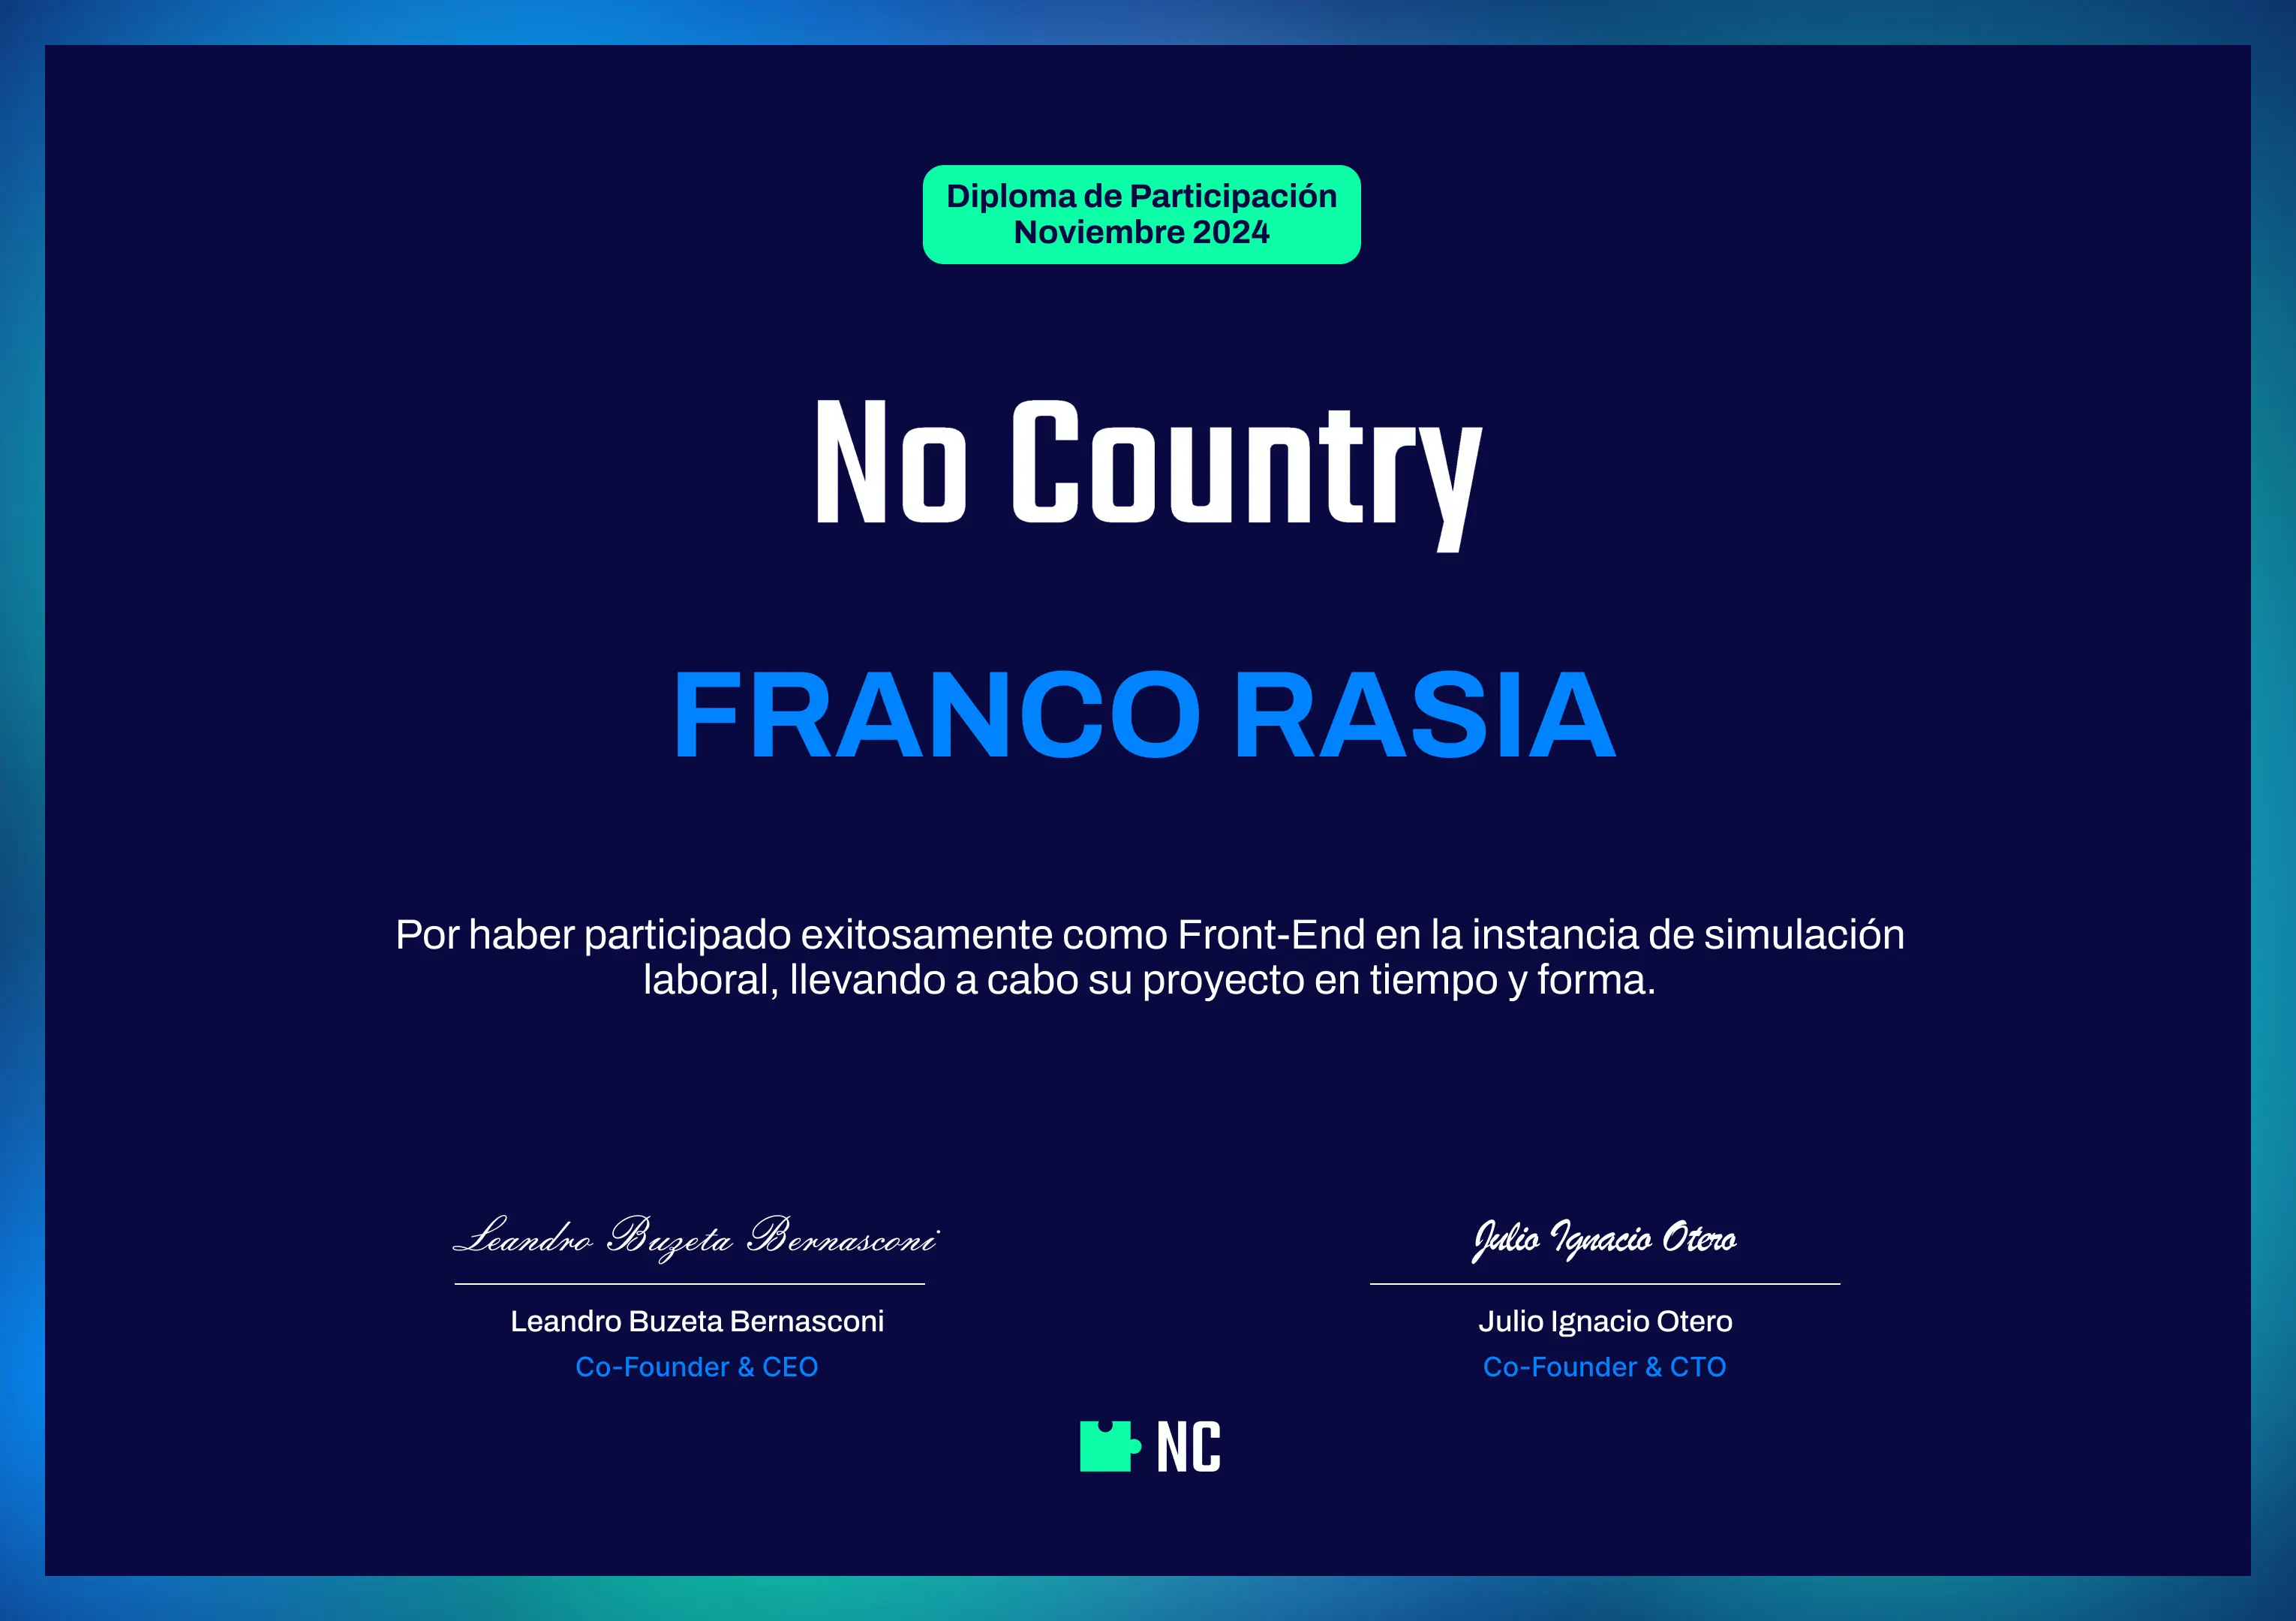 Diploma de Participación
Noviembre 2024
No Country
FRANCO RASIA
Por haber participado exitosamente como Front-End en la instancia de simulación
laboral, llevando a cabo su proyecto en tiempo y forma.
Leandro Buzeta Bernasconi
Julio Ignacio Otero
Leandro Buzeta Bernasconi
Julio Ignacio Otero
Co-Founder & CEO
Co-Founder & CTO
NC